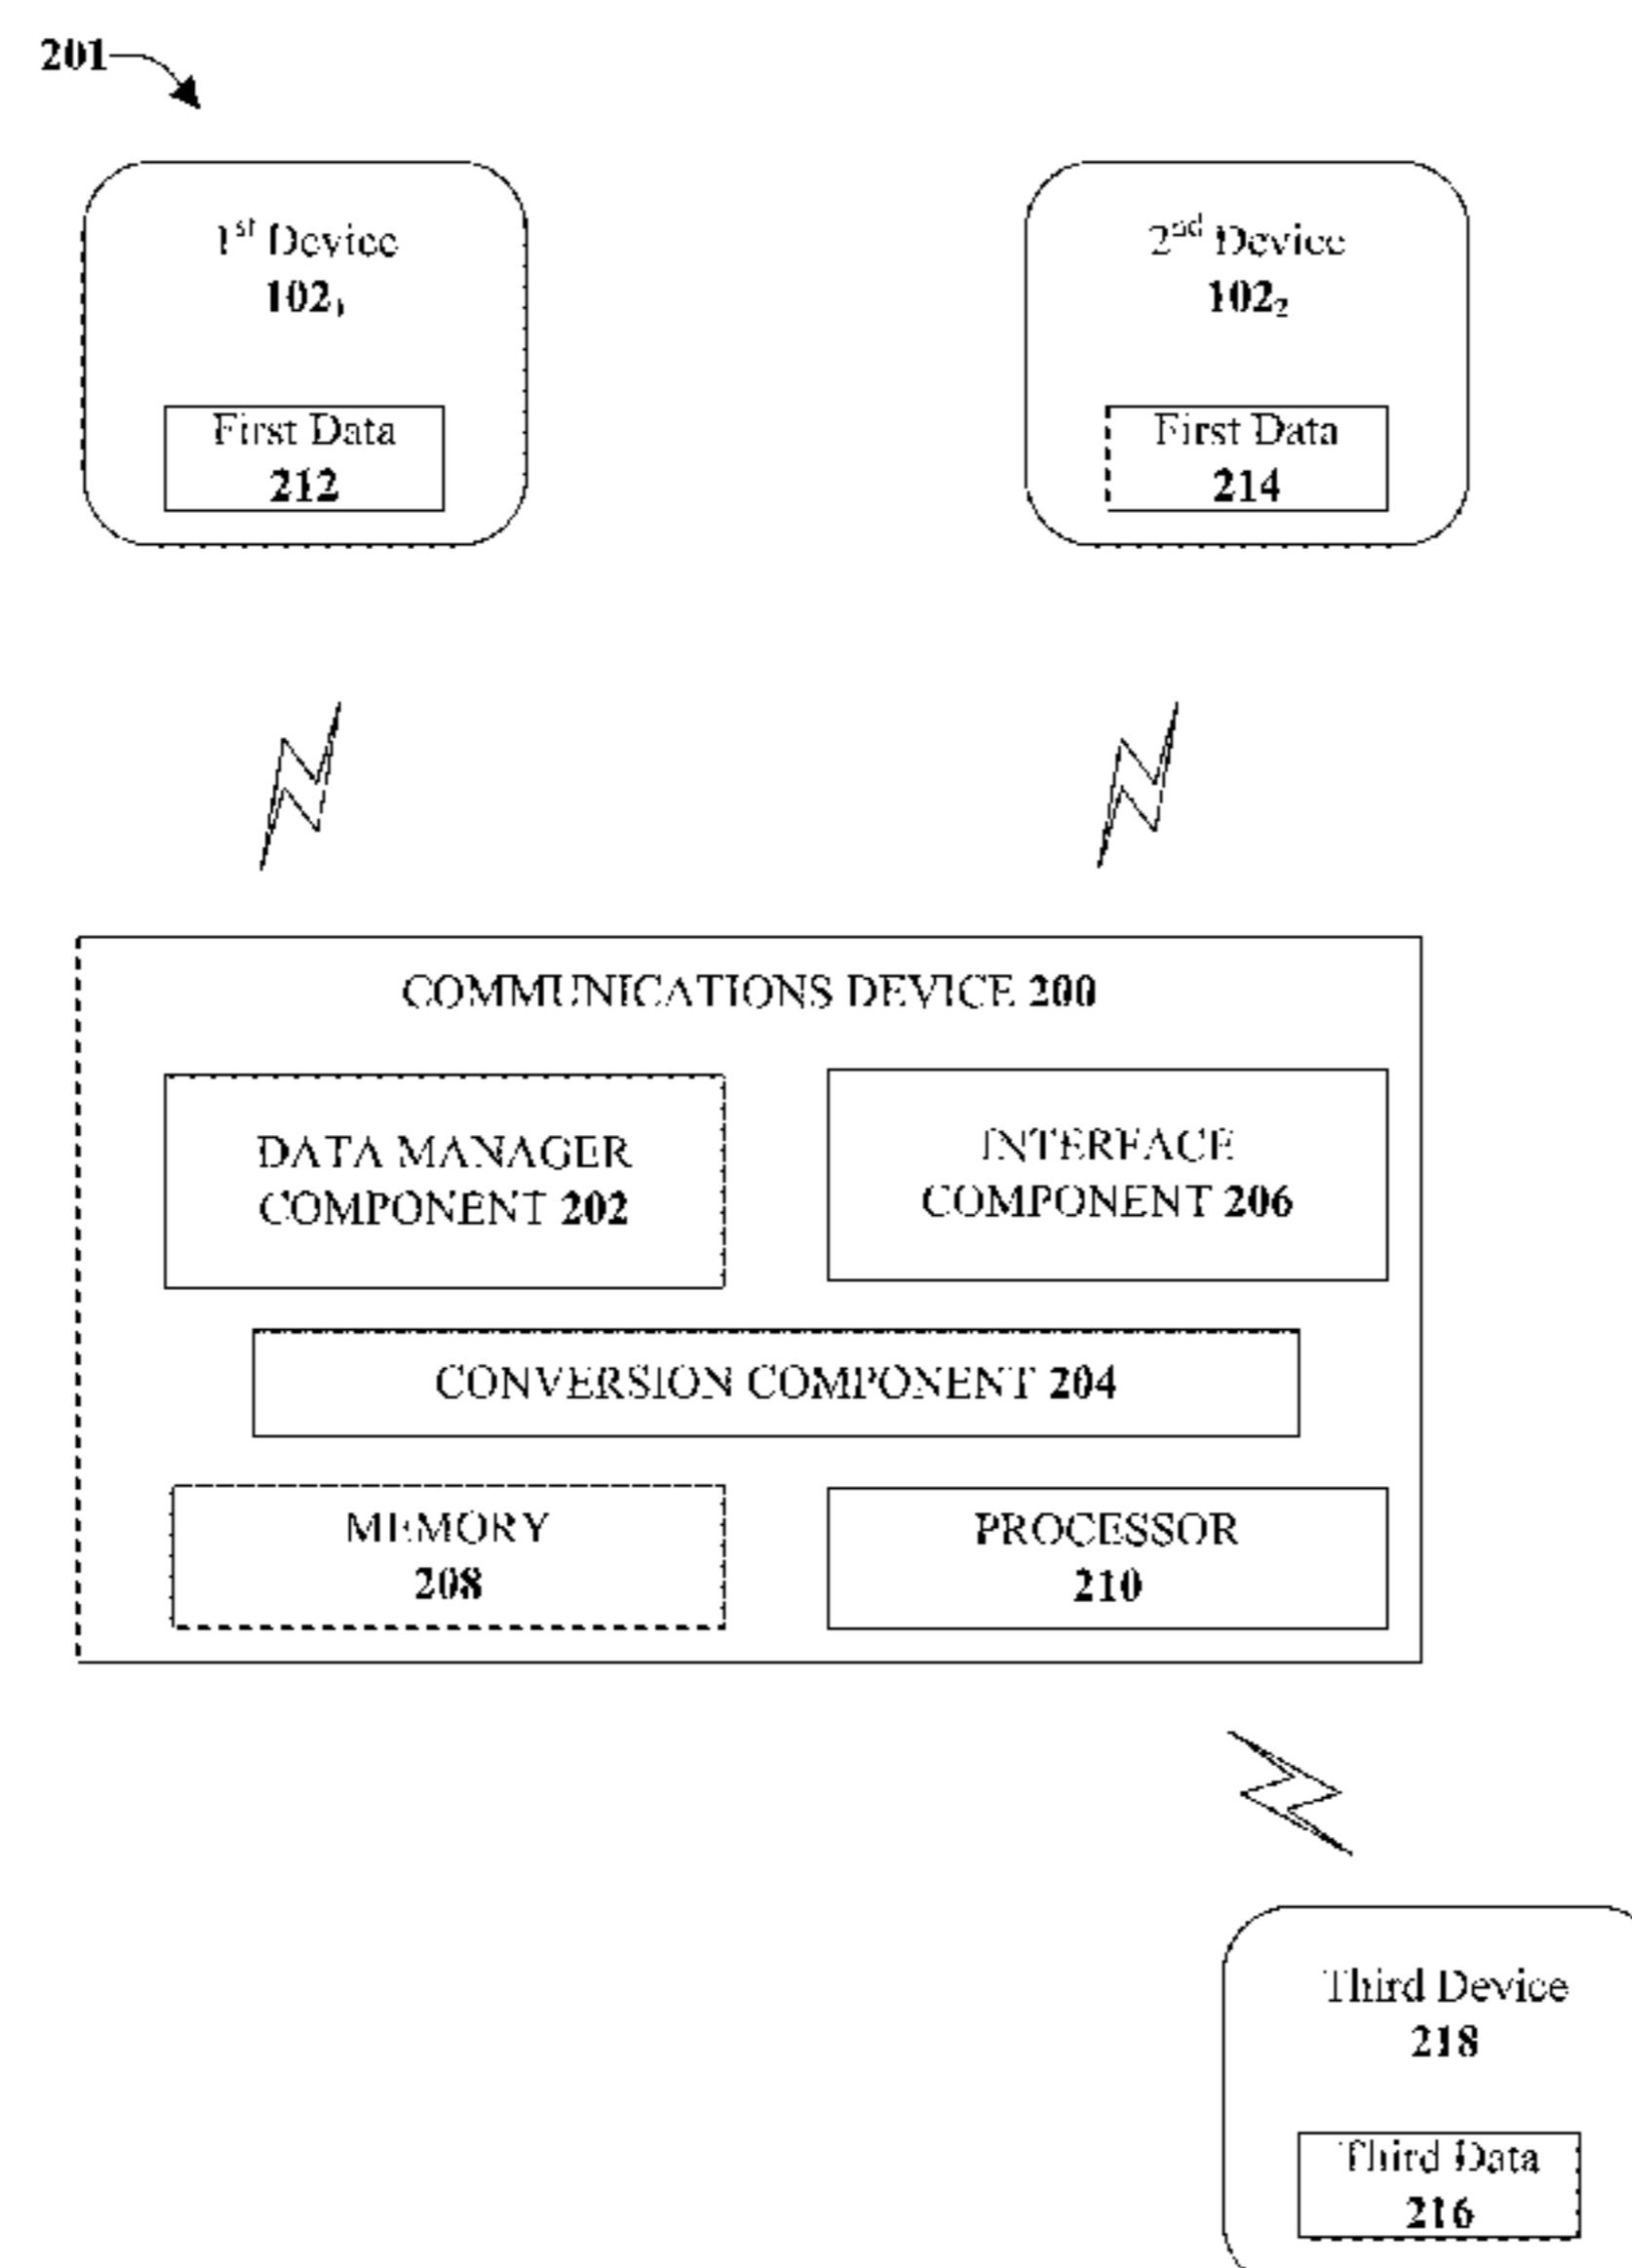 201
1st Device
102₁
First Data
212
2nd Device
102₂
First Data
214
COMMUNICATIONS DEVICE 200
DATA MANAGER
COMPONENT 202
INTERFACE
COMPONENT 206
CONVERSION COMPONENT 204
MEMORY
208
PROCESSOR
210
Third Device
218
Third Data
216